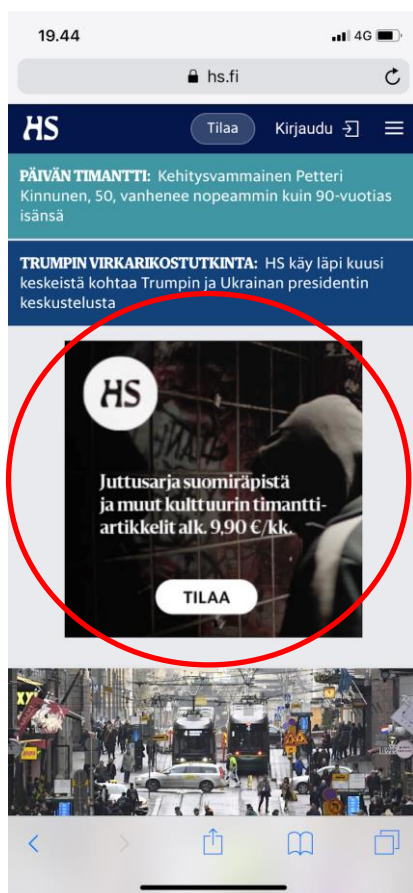 19.44
4G
hs.fi
HS
Tilaa
Kirjaudu
PÄIVÄN TIMANTTI: Kehitysvammainen Petteri
Kinnunen, 50, vanhenee nopeammin kuin 90-vuotias
isänsä
TRUMPIN VIRKARIKOSTUTKINTA: HS käy läpi kuusi
keskeistä kohtaa Trumpin ja Ukrainan presidentin
keskustelusta
HS
Juttusarja suomiräpistä
ja muut kulttuurin timantti-
artikkelit alk. 9,90 €/kk.
TILAA